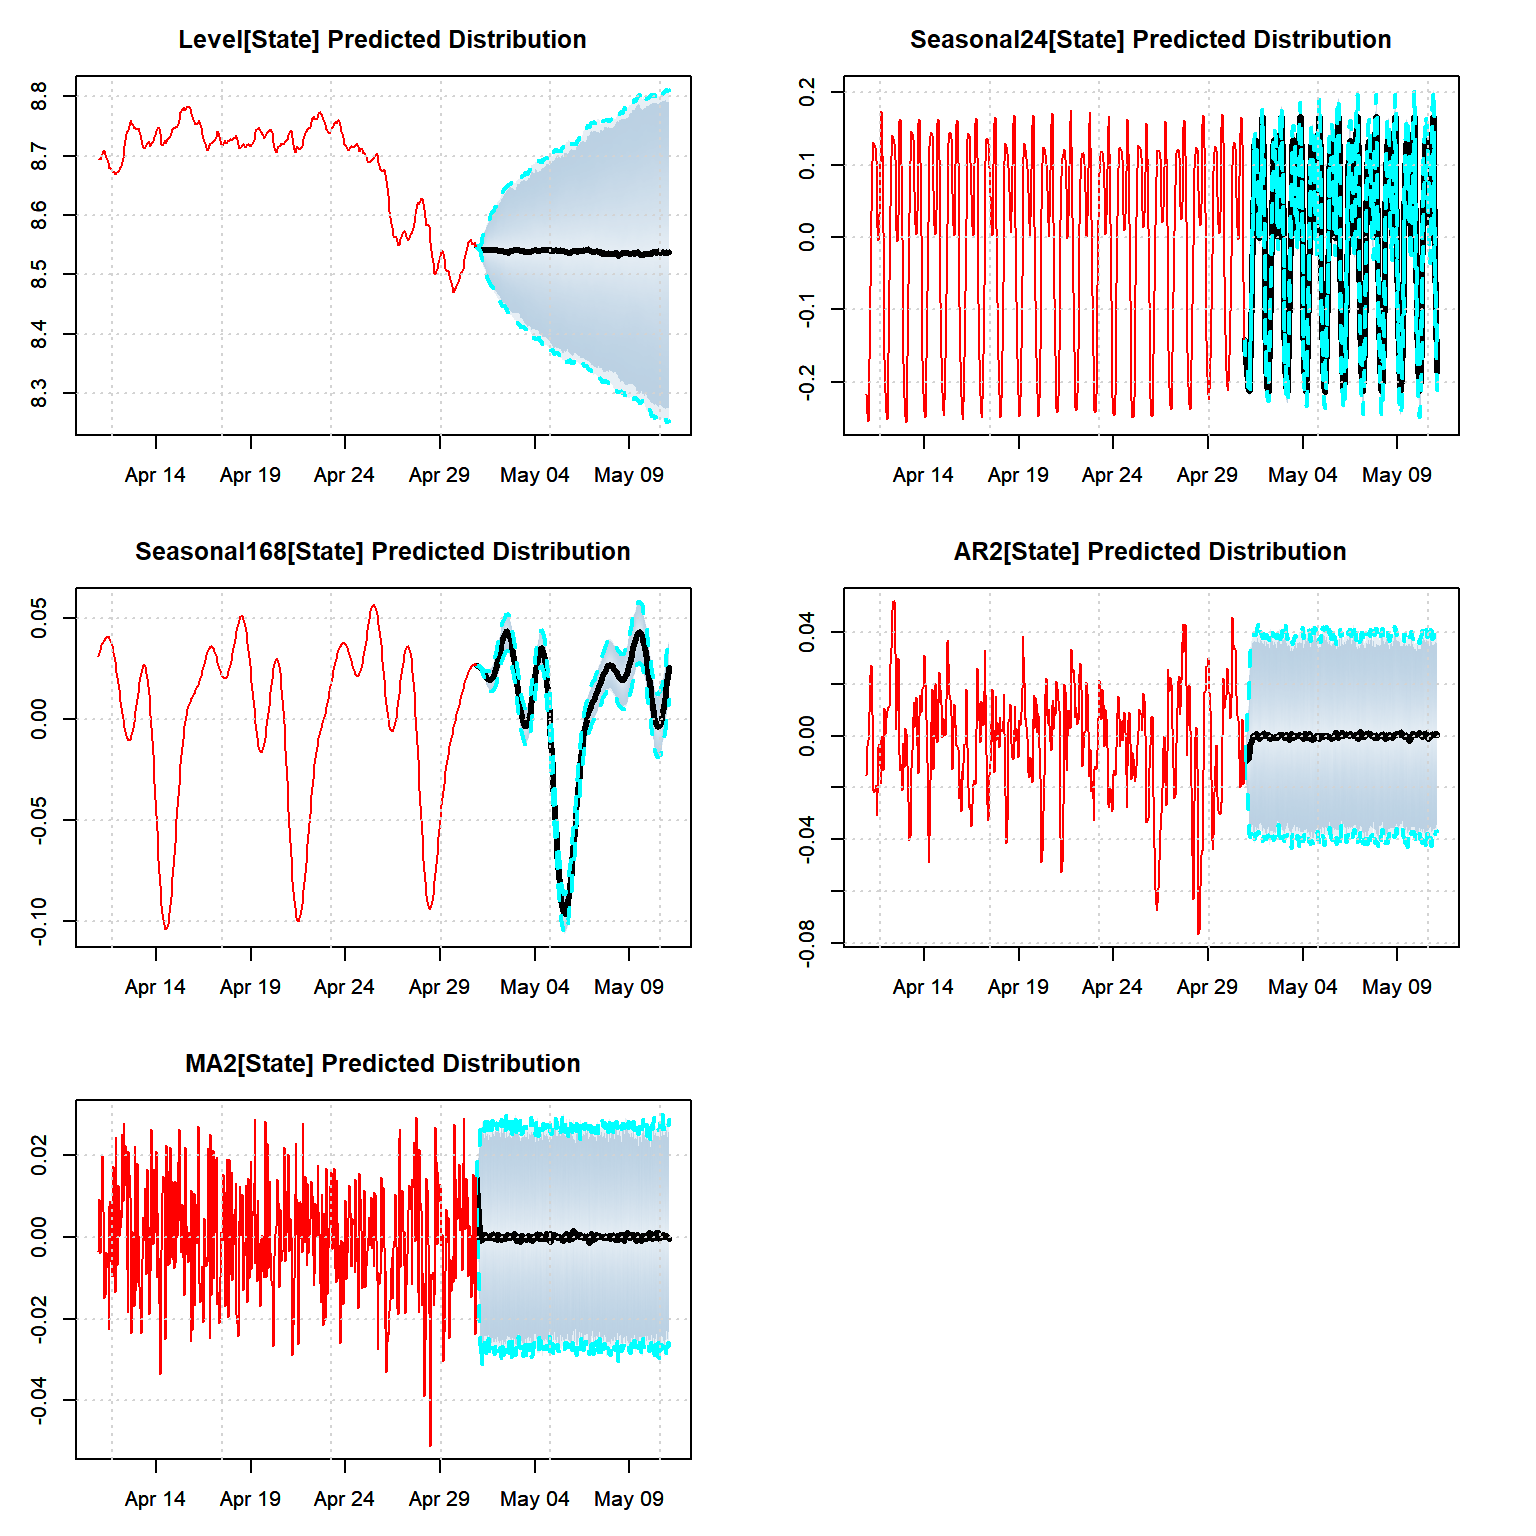 Level[State] Predicted Distribution
8.8
8.7
8.6
8.5
8.4
8.3
Apr 14 Apr 19 Apr 24 Apr 29 May 04 May 09
Seasonal24[State] Predicted Distribution
0.2
0.1
0.0
-0.1
-0.2
Apr 14 Apr 19 Apr 24 Apr 29 May 04 May 09
Seasonal168[State] Predicted Distribution
0.05
0.00
-0.05
-0.10
Apr 14 Apr 19 Apr 24 Apr 29 May 04 May 09
AR2[State] Predicted Distribution
0.04
0.00
-0.04
-0.08
Apr 14 Apr 19 Apr 24 Apr 29 May 04 May 09
MA2[State] Predicted Distribution
0.02
0.00
-0.02
-0.04
Apr 14 Apr 19 Apr 24 Apr 29 May 04 May 09